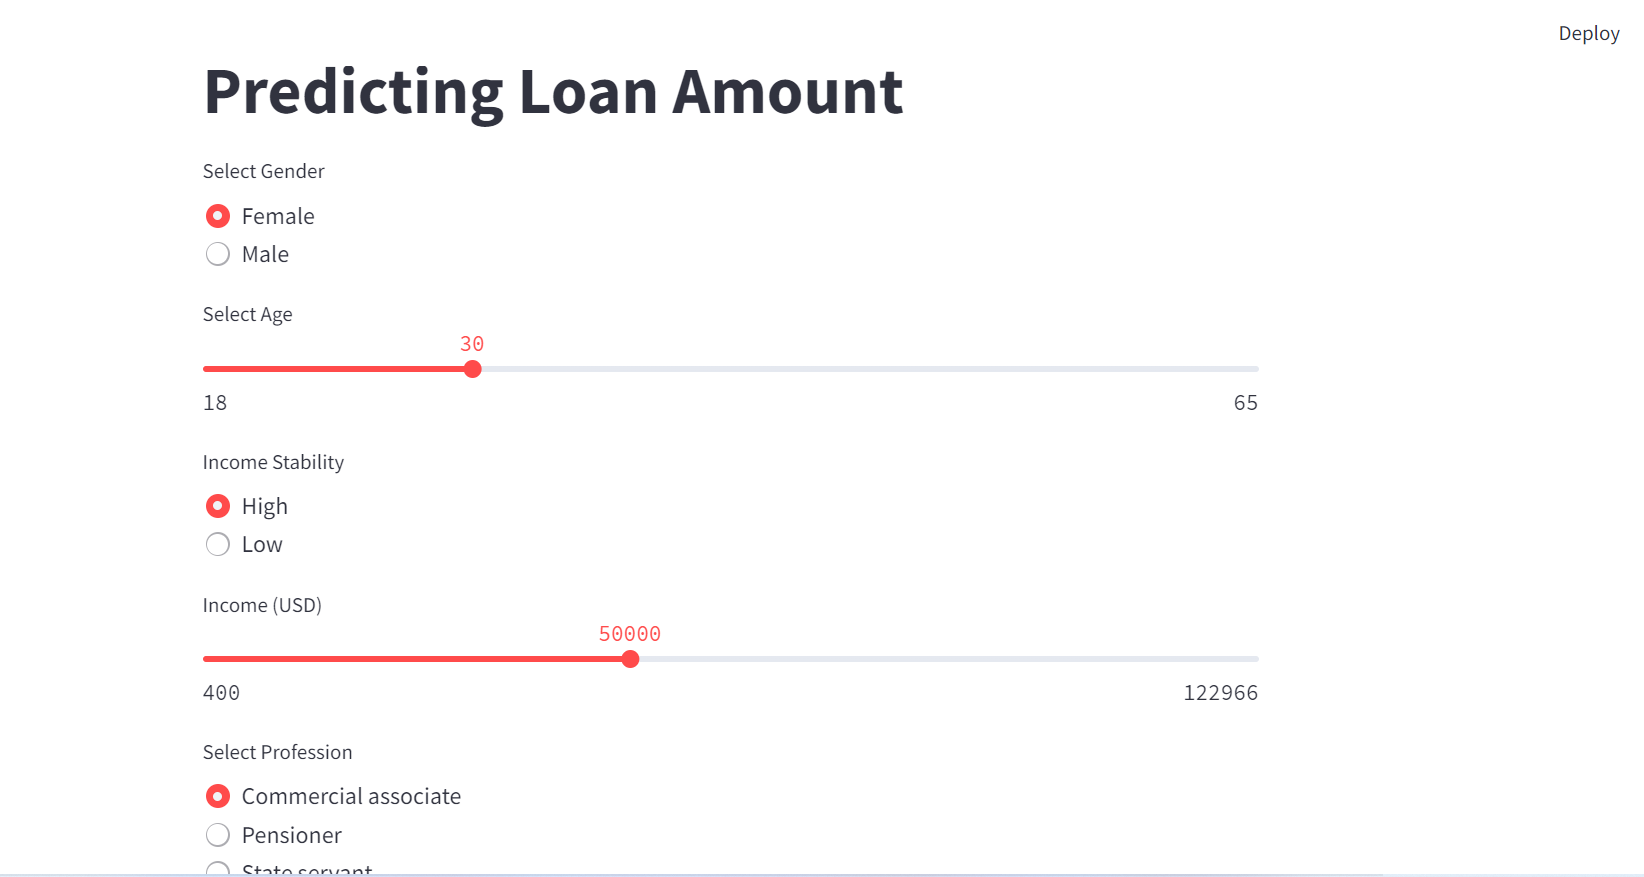 Deploy
Predicting Loan Amount
Select Gender
Female
Male
Select Age
30
18 65
Income Stability
High
Low
Income (USD)
50000
400 122966
Select Profession
Commercial associate
Pensioner
State servant